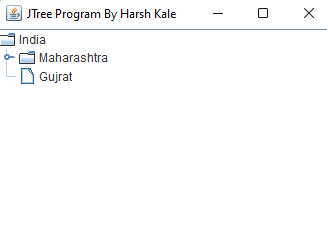 JTree Program By Harsh Kale
India
Maharashtra
Gujrat